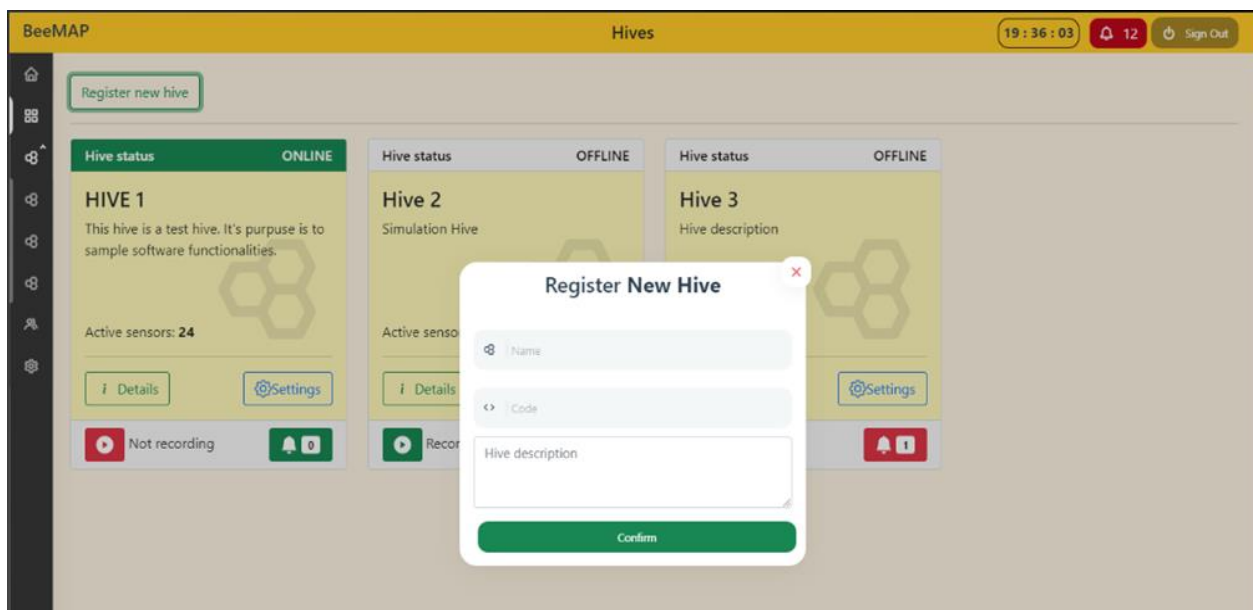 BeeMAP
Hives
19 : 36 : 03
12
Sign Out
Register new hive
Hive status
ONLINE
HIVE 1
This hive is a test hive. It's purpuse is to
sample software functionalities.
Active sensors: 24
i Details
Settings
Not recording
0
Hive status
OFFLINE
Hive 2
Simulation Hive
Active senso
i Details
Recor
Hive status
OFFLINE
Hive 3
Hive description
Settings
1
Register New Hive
Name
Code
Hive description
Confirm